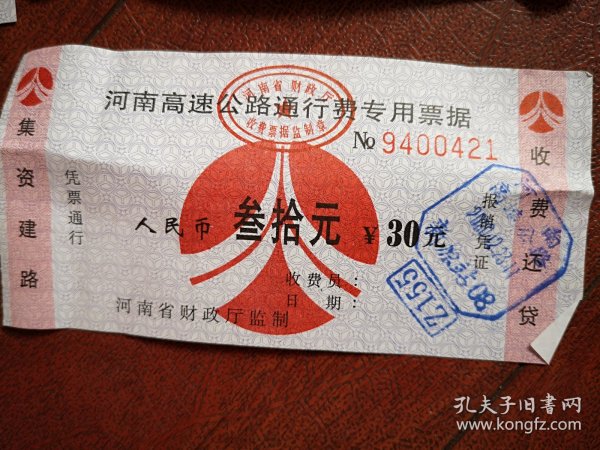 河南高速公路通行费专用票据
河南省财政厅
收费票据监制章
№ 9400421
集资建路
凭票通行
人民币 叁拾元 ¥30元
报销凭证
收费还贷
收费员：
日期：
河南省财政厅监制
Z155
孔夫子旧书网
www.kongfz.com